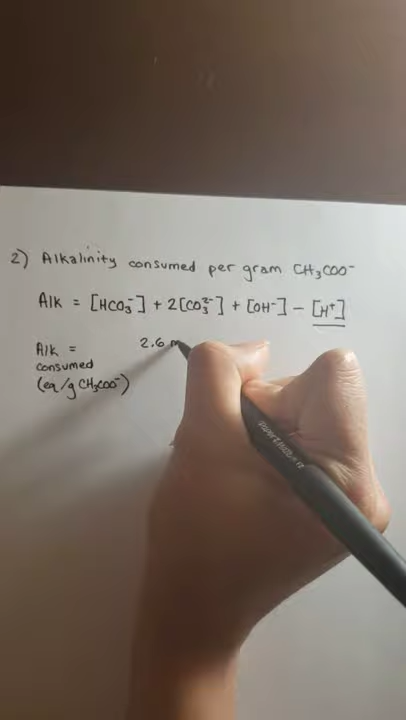 2) Alkalinity consumed per gram CH₃COO⁻
Alk = [HCO₃⁻] + 2[CO₃²⁻] + [OH⁻] - [H⁺]
Alk = 2.6 m
consumed
(eq/g CH₃COO⁻)